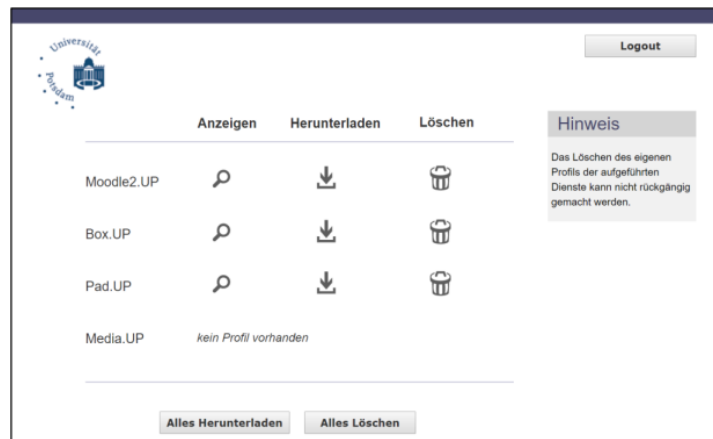 Universität
Potsdam
Logout
Anzeigen Herunterladen Löschen
Moodle2.UP
Box.UP
Pad.UP
Media.UP kein Profil vorhanden
Alles Herunterladen Alles Löschen
Hinweis
Das Löschen des eigenen
Profils der aufgeführten
Dienste kann nicht rückgängig
gemacht werden.